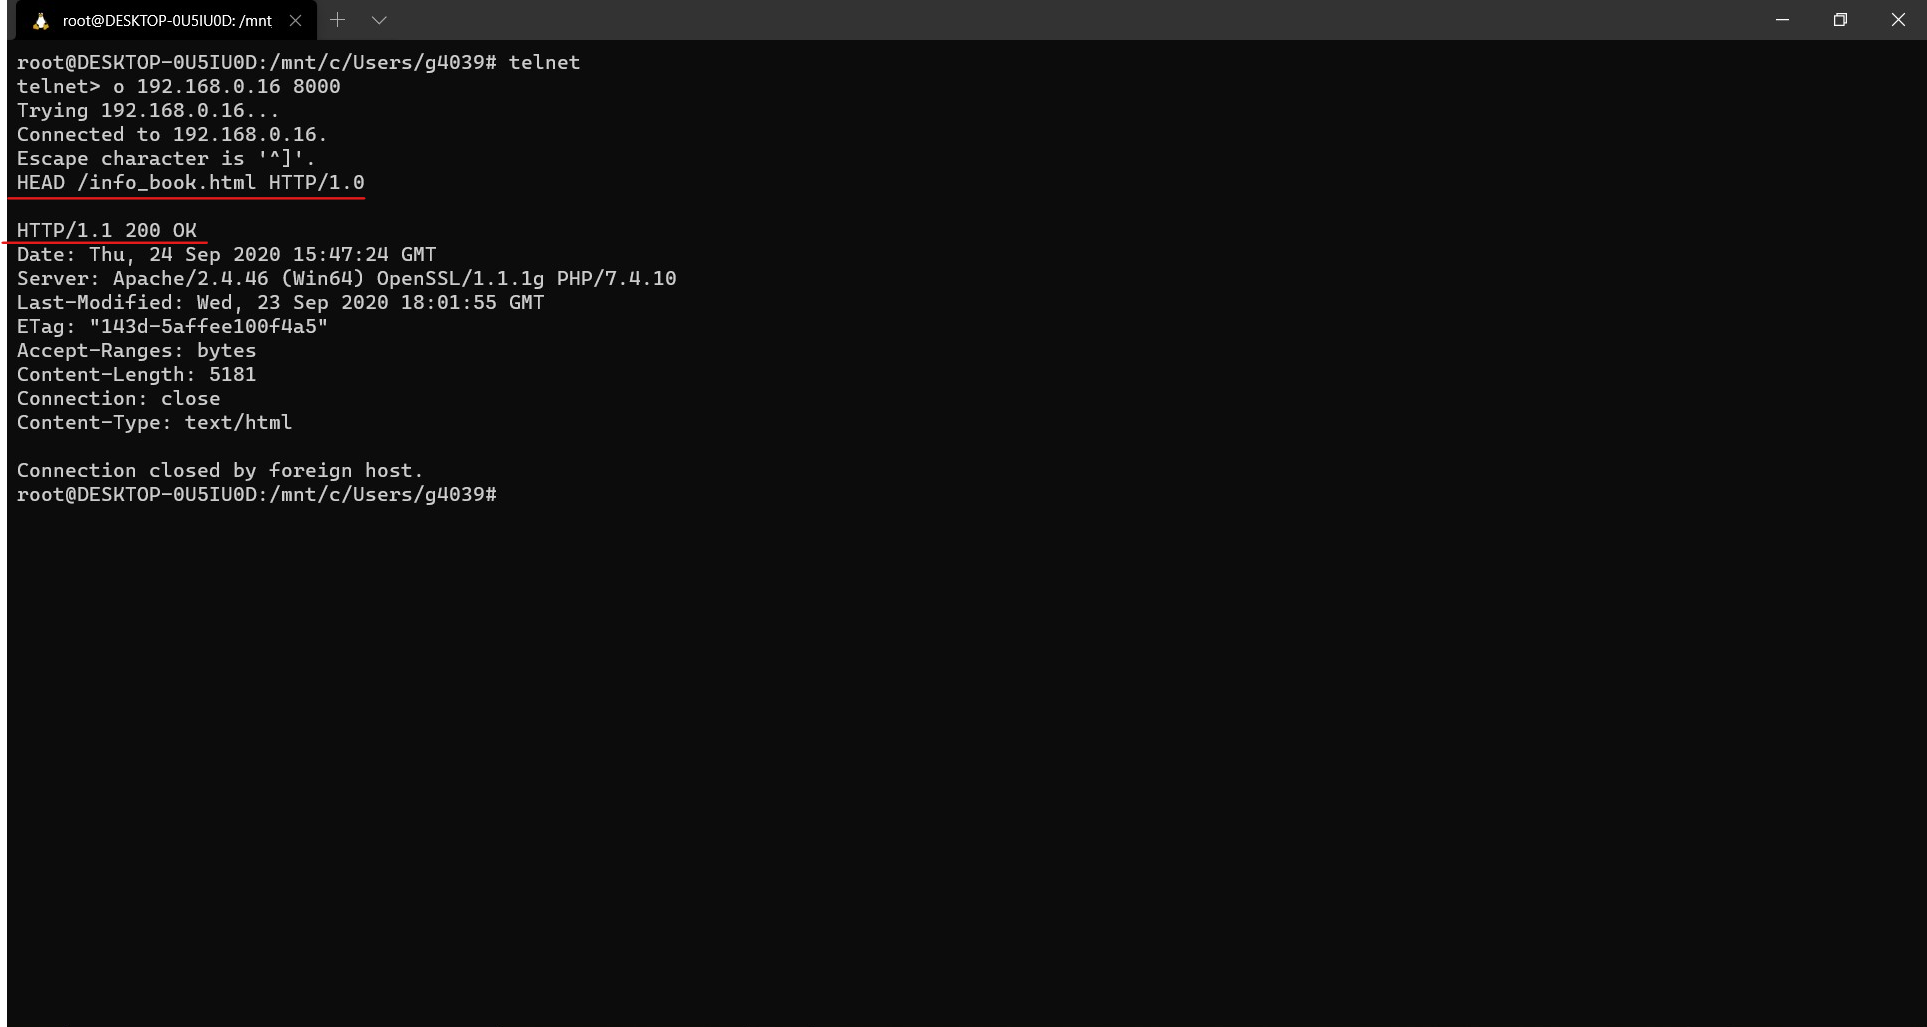 root@DESKTOP-0U5IU0D: /mnt
root@DESKTOP-0U5IU0D:/mnt/c/Users/g4039# telnet
telnet> o 192.168.0.16 8000
Trying 192.168.0.16...
Connected to 192.168.0.16.
Escape character is '^]'.
HEAD /info_book.html HTTP/1.0
HTTP/1.1 200 OK
Date: Thu, 24 Sep 2020 15:47:24 GMT
Server: Apache/2.4.46 (Win64) OpenSSL/1.1.1g PHP/7.4.10
Last-Modified: Wed, 23 Sep 2020 18:01:55 GMT
ETag: "143d-5affee100f4a5"
Accept-Ranges: bytes
Content-Length: 5181
Connection: close
Content-Type: text/html
Connection closed by foreign host.
root@DESKTOP-0U5IU0D:/mnt/c/Users/g4039#